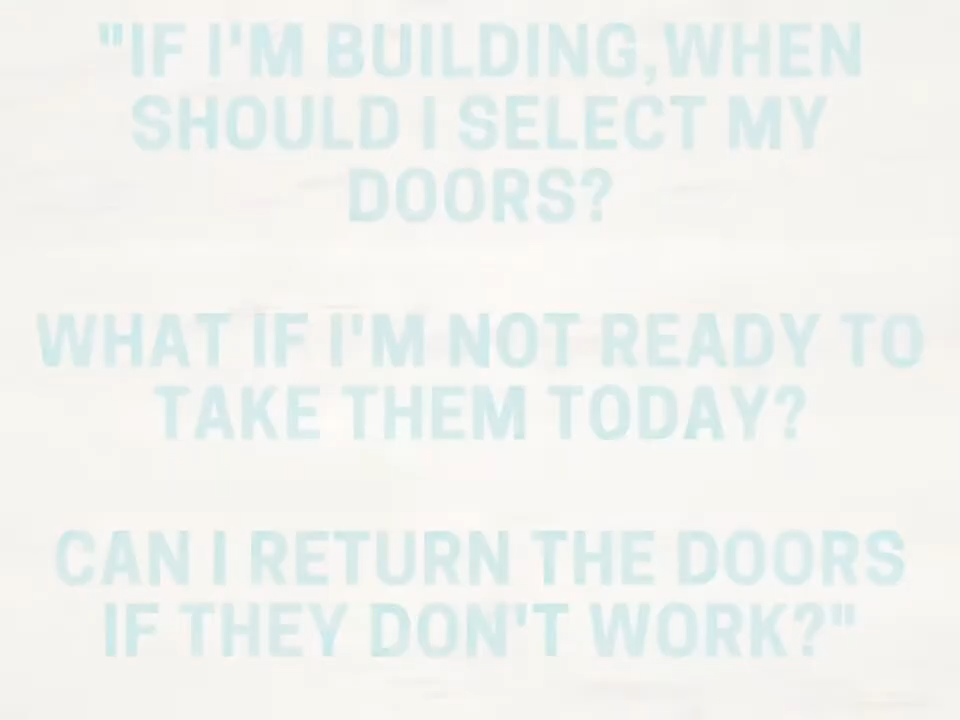 "IF I'M BUILDING,WHEN
SHOULD I SELECT MY
DOORS?
WHAT IF I'M NOT READY TO
TAKE THEM TODAY?
CAN I RETURN THE DOORS
IF THEY DON'T WORK?"